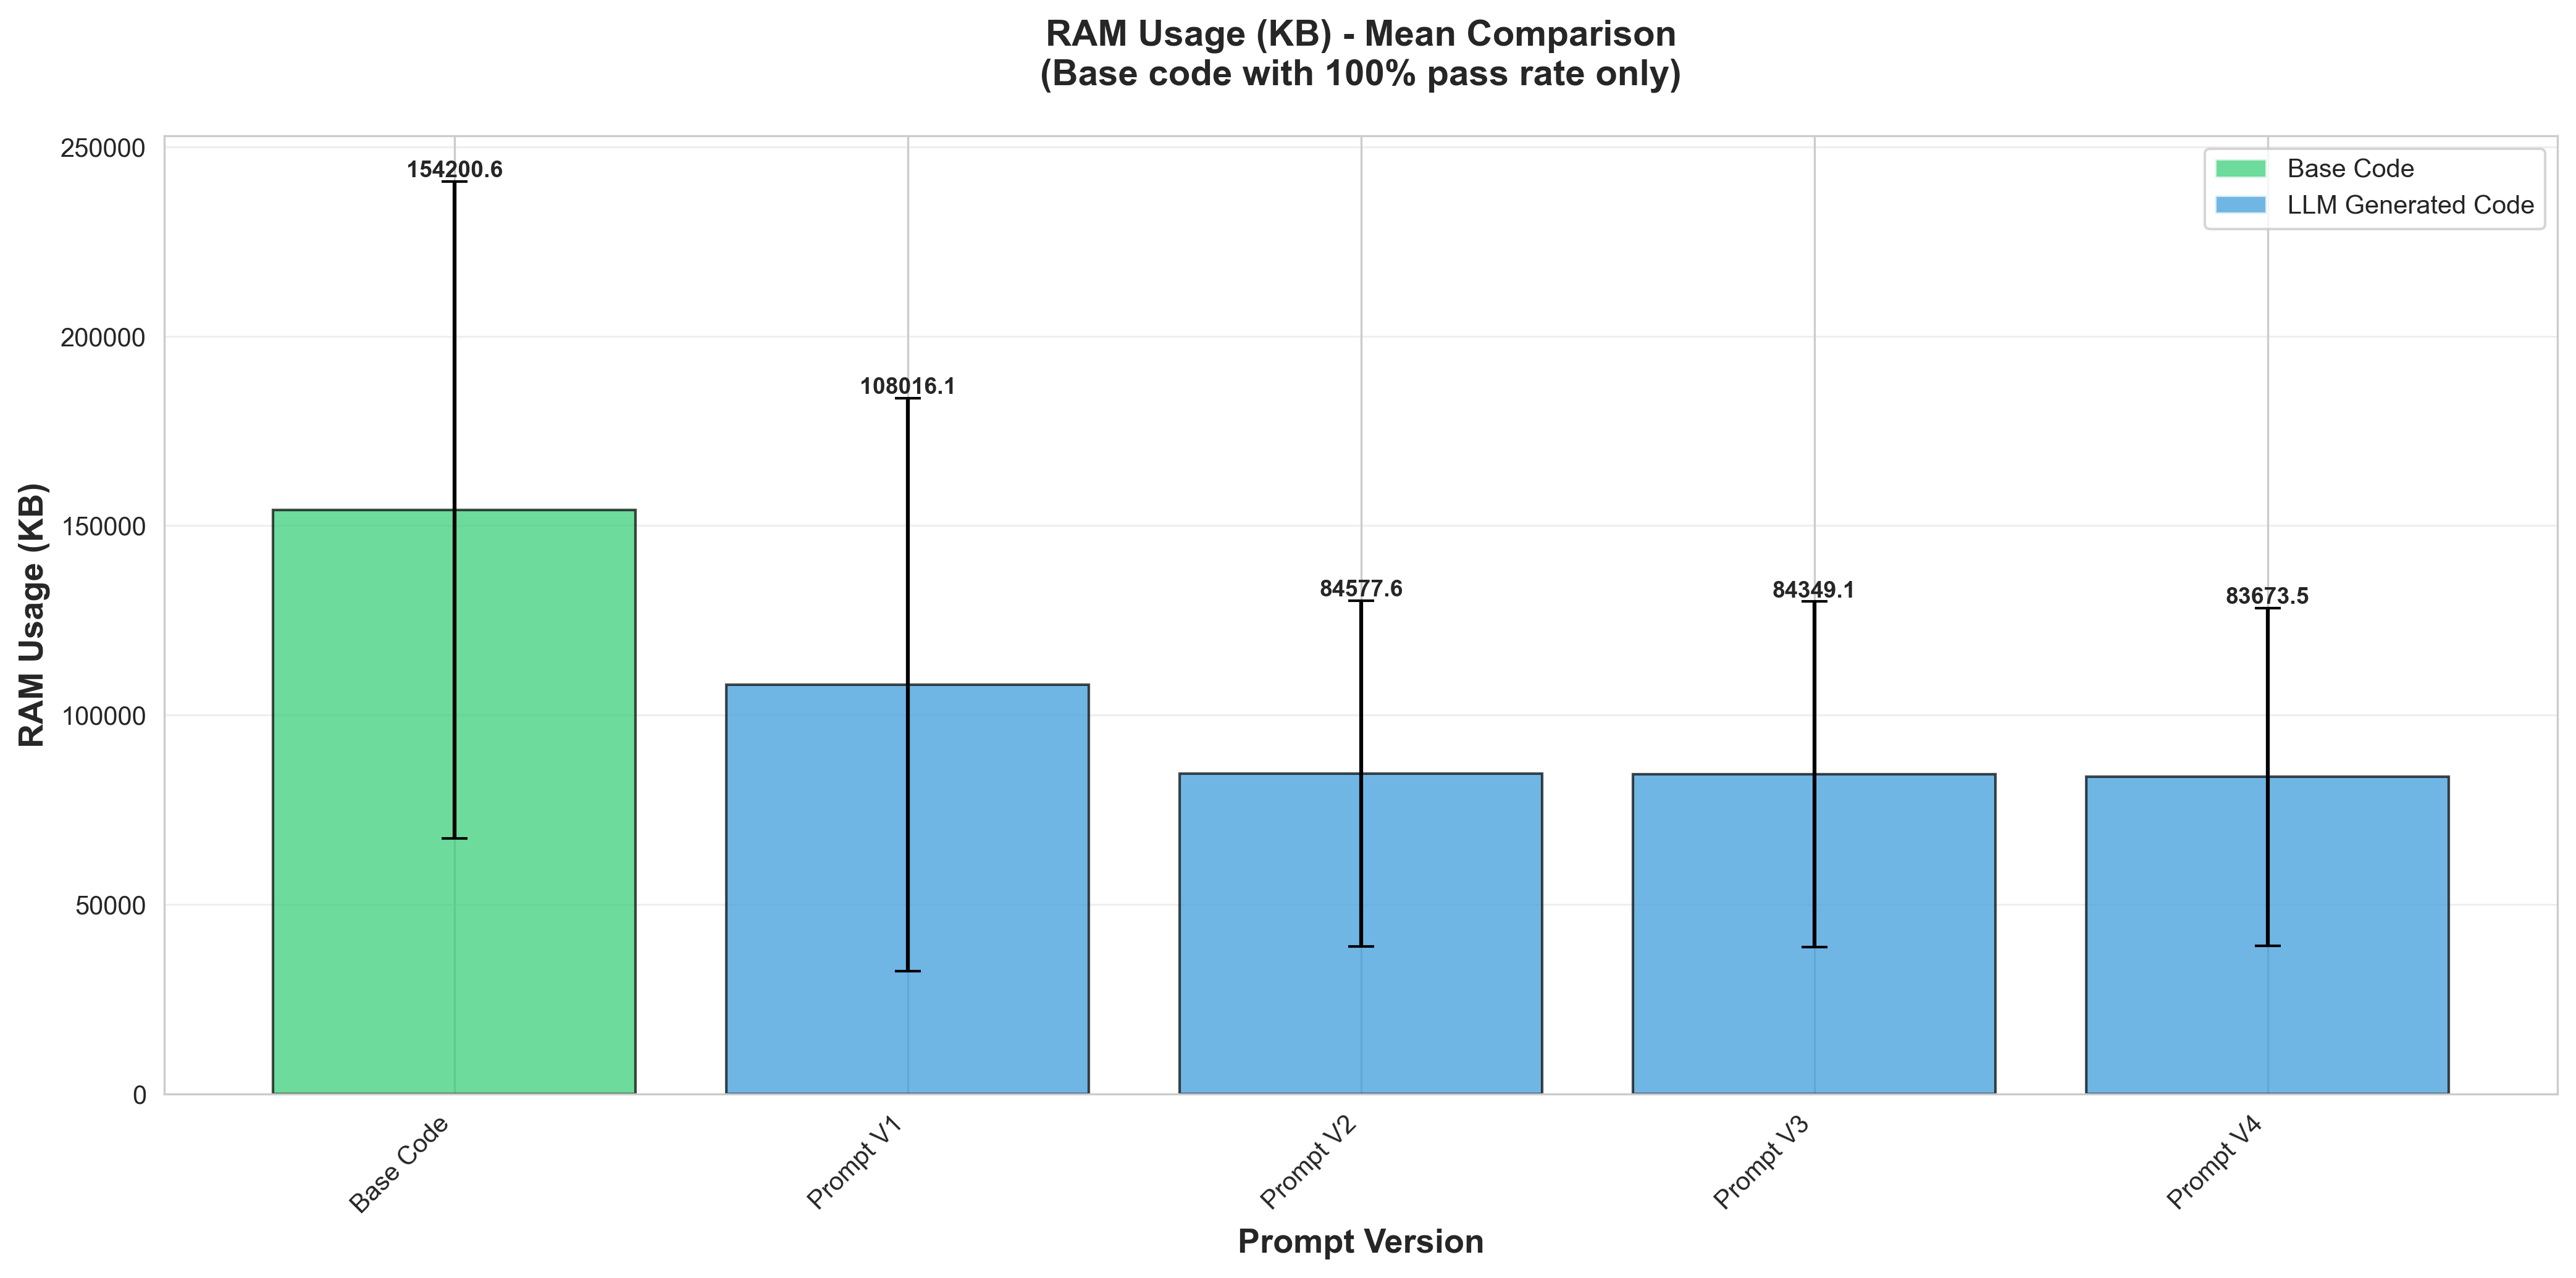 RAM Usage (KB) - Mean Comparison
(Base code with 100% pass rate only)
250000
200000
150000
100000
50000
0
RAM Usage (KB)
154200.6
108016.1
84577.6
84349.1
83673.5
Base Code
LLM Generated Code
Base Code
Prompt V1
Prompt V2
Prompt V3
Prompt V4
Prompt Version